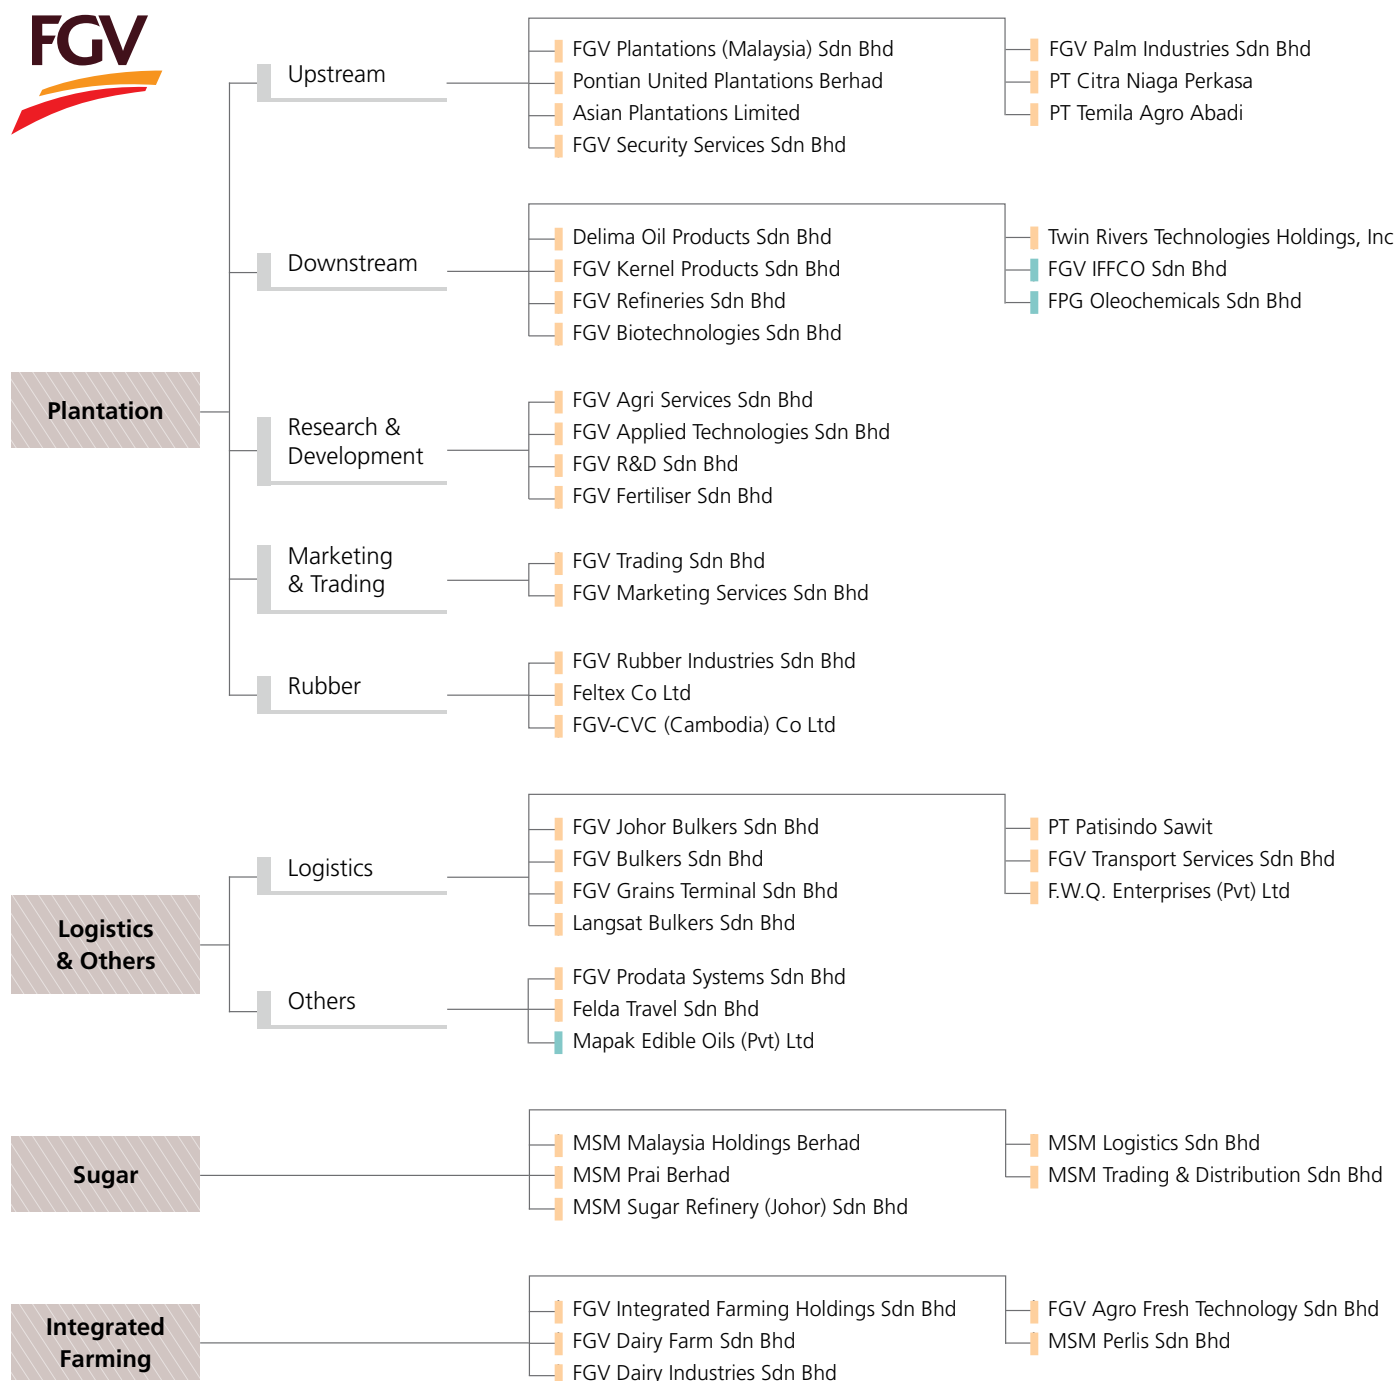 FGV
Plantation
Upstream
FGV Plantations (Malaysia) Sdn Bhd
Pontian United Plantations Berhad
Asian Plantations Limited
FGV Security Services Sdn Bhd
FGV Palm Industries Sdn Bhd
PT Citra Niaga Perkasa
PT Temila Agro Abadi
Downstream
Delima Oil Products Sdn Bhd
FGV Kernel Products Sdn Bhd
FGV Refineries Sdn Bhd
FGV Biotechnologies Sdn Bhd
Twin Rivers Technologies Holdings, Inc
FGV IFFCO Sdn Bhd
FPG Oleochemicals Sdn Bhd
Research &
Development
FGV Agri Services Sdn Bhd
FGV Applied Technologies Sdn Bhd
FGV R&D Sdn Bhd
FGV Fertiliser Sdn Bhd
Marketing
& Trading
FGV Trading Sdn Bhd
FGV Marketing Services Sdn Bhd
Rubber
FGV Rubber Industries Sdn Bhd
Feltex Co Ltd
FGV-CVC (Cambodia) Co Ltd
Logistics
& Others
Logistics
FGV Johor Bulkers Sdn Bhd
FGV Bulkers Sdn Bhd
FGV Grains Terminal Sdn Bhd
Langsat Bulkers Sdn Bhd
PT Patisindo Sawit
FGV Transport Services Sdn Bhd
F.W.Q. Enterprises (Pvt) Ltd
Others
FGV Prodata Systems Sdn Bhd
Felda Travel Sdn Bhd
Mapak Edible Oils (Pvt) Ltd
Sugar
MSM Malaysia Holdings Berhad
MSM Prai Berhad
MSM Sugar Refinery (Johor) Sdn Bhd
MSM Logistics Sdn Bhd
MSM Trading & Distribution Sdn Bhd
Integrated
Farming
FGV Integrated Farming Holdings Sdn Bhd
FGV Dairy Farm Sdn Bhd
FGV Dairy Industries Sdn Bhd
FGV Agro Fresh Technology Sdn Bhd
MSM Perlis Sdn Bhd